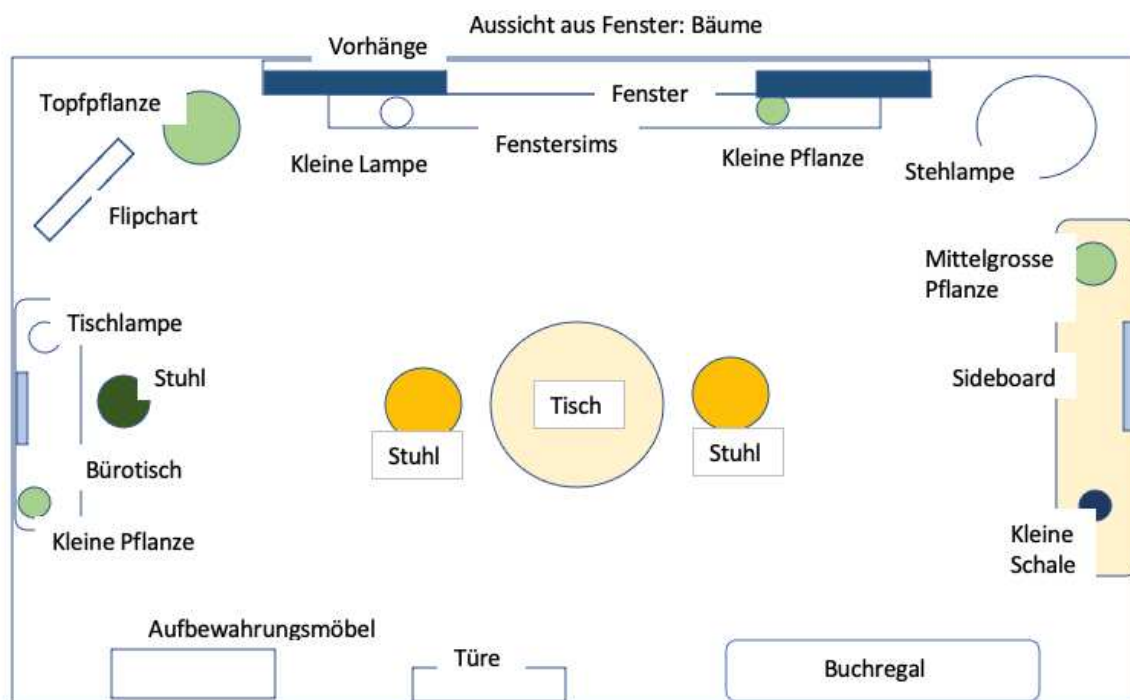 Aussicht aus Fenster: Bäume
Vorhänge
Topfpflanze
Fenster
Fenstersims
Kleine Lampe
Kleine Pflanze
Stehlampe
Flipchart
Mittelgrosse
Pflanze
Tischlampe
Stuhl
Tisch
Sideboard
Stuhl
Stuhl
Bürotisch
Kleine Pflanze
Kleine
Schale
Aufbewahrungsmöbel
Türe
Buchregal